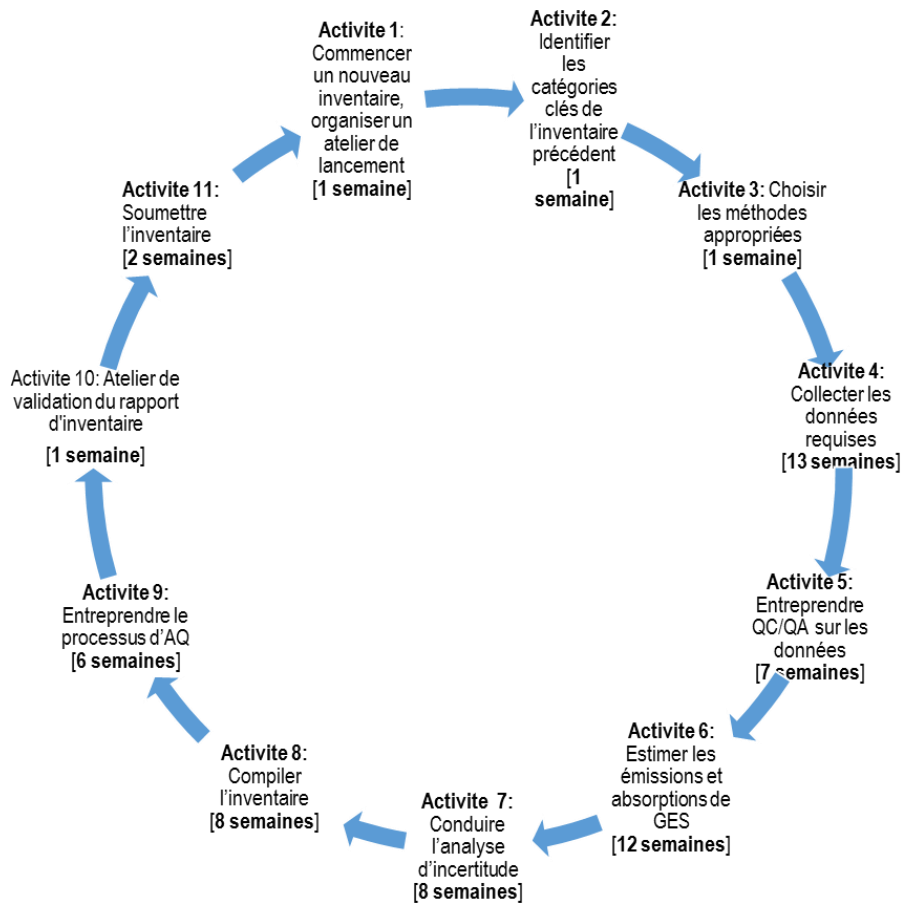 Activite 1:
Commencer
un nouveau
inventaire,
organiser un
atelier de
lancement
[1 semaine]
Activite 2:
Identifier
les
catégories
clés de
l'inventaire
précédent
[1
semaine]
Activite 3: Choisir
les méthodes
appropriées
[1 semaine]
Activite 4:
Collecter les
données
requises
[13 semaines]
Activite 5:
Entreprendre
QC/QA sur les
données
[7 semaines]
Activite 6:
Estimer les
émissions et
absorptions de
GES
[12 semaines]
Activite 7:
Conduire
l'analyse
d'incertitude
[8 semaines]
Activite 8:
Compiler
l'inventaire
[8 semaines]
Activite 9:
Entreprendre le
processus d'AQ
[6 semaines]
Activite 10: Atelier de
validation du rapport
d'inventaire
[1 semaine]
Activite 11:
Soumettre
l'inventaire
[2 semaines]